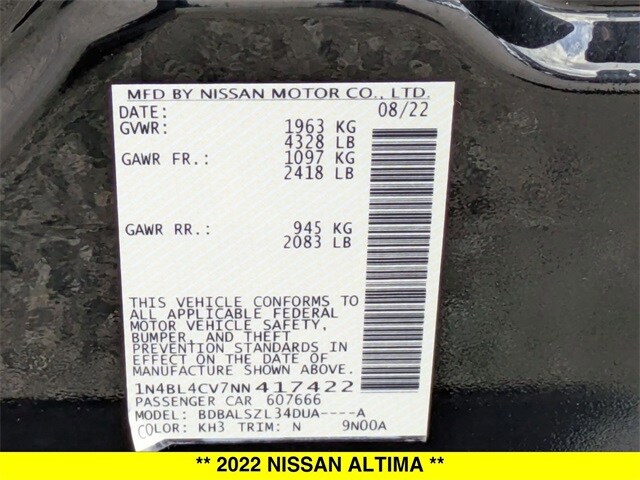 MFD BY NISSAN MOTOR CO., LTD.
DATE: 08/22
GVWR: 1963 KG
4328 LB
GAWR FR.: 1097 KG
2418 LB
GAWR RR.: 945 KG
2083 LB
THIS VEHICLE CONFORMS TO
ALL APPLICABLE FEDERAL
MOTOR VEHICLE SAFETY,
BUMPER, AND THEFT
PREVENTION STANDARDS IN
EFFECT ON THE DATE OF
MANUFACTURE SHOWN ABOVE.
1N4BL4CV7NN417422
PASSENGER CAR 607666
MODEL: BDBALSZL34DUA----A
COLOR: KH3 TRIM: N 9N00A
** 2022 NISSAN ALTIMA **